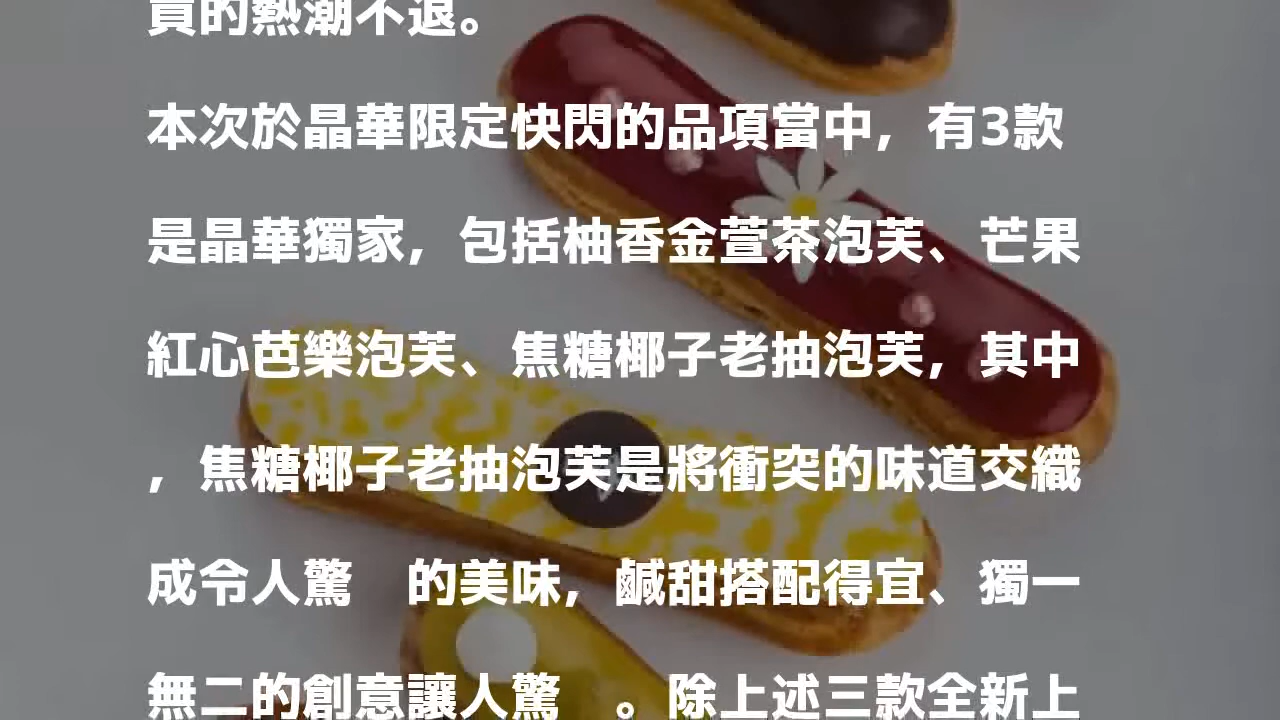 買的熱潮不退。
本次於晶華限定快閃的品項當中，有3款
是晶華獨家，包括柚香金萱茶泡芙、芒果
紅心芭樂泡芙、焦糖椰子老抽泡芙，其中
，焦糖椰子老抽泡芙是將衝突的味道交織
成令人驚　的美味，鹹甜搭配得宜、獨一
無二的創意讓人驚　。除上述三款全新上